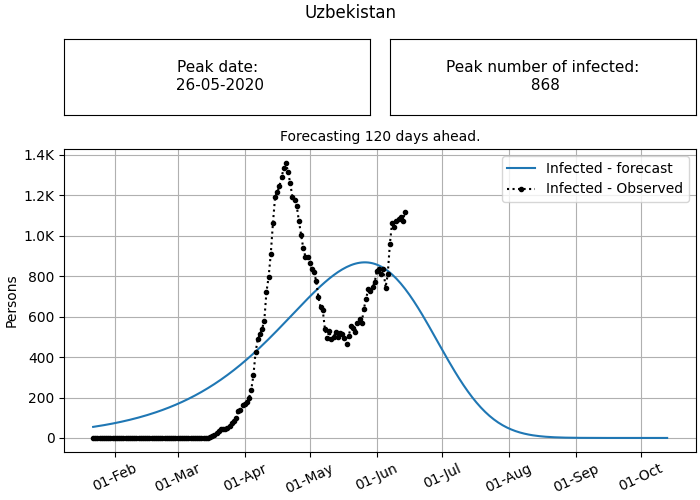 Uzbekistan
Peak date:
26-05-2020
Peak number of infected:
868
Forecasting 120 days ahead.
Infected - forecast
Infected - Observed
Persons
1.4K
1.2K
1.0K
800
600
400
200
0
01-Feb
01-Mar
01-Apr
01-May
01-Jun
01-Jul
01-Aug
01-Sep
01-Oct